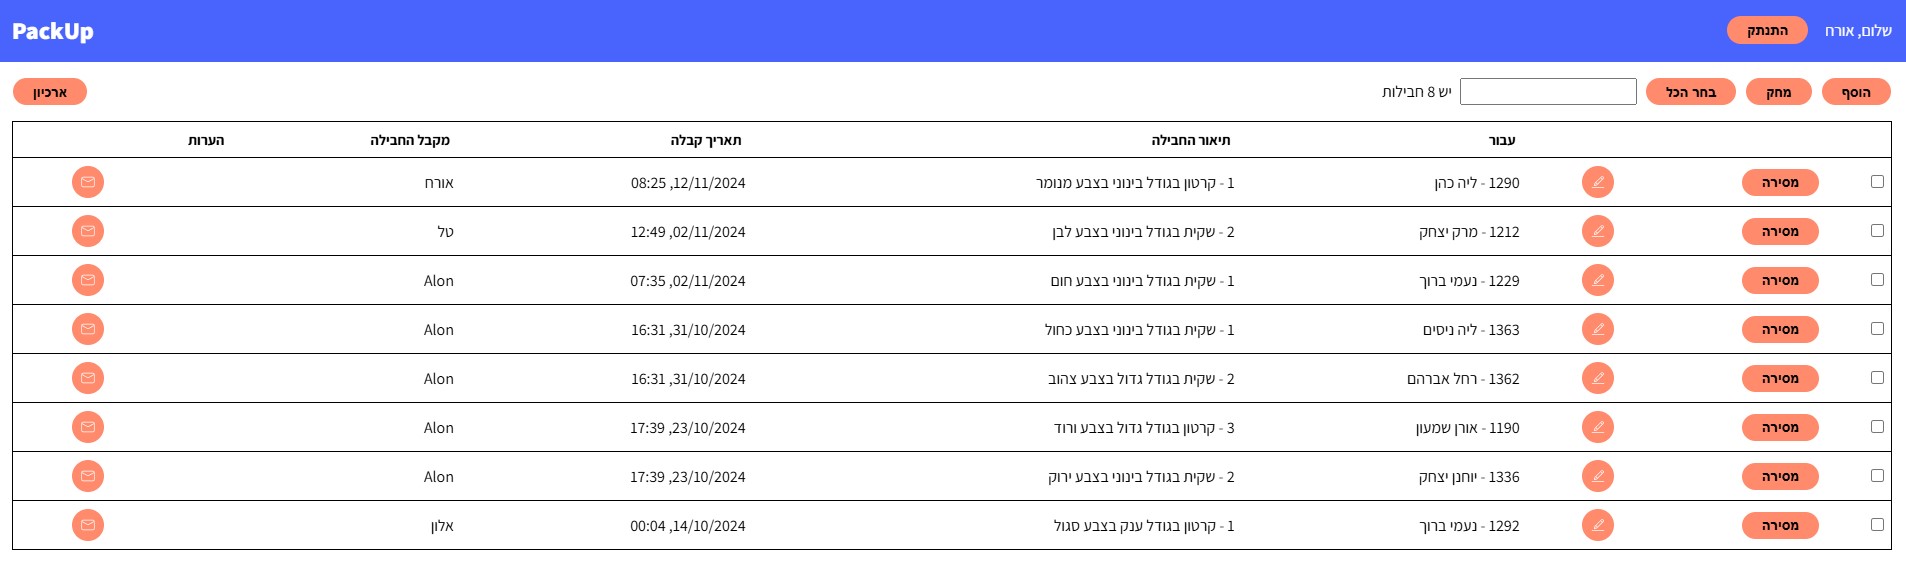 שלום, אורח התנתק PackUp
הוסף מחק בחר הכל יש 8 חבילות ארכיון
עבור תיאור החבילה תאריך קבלה מקבל החבילה הערות
מסירה 1290 - ליה כהן 1 - קרטון בגודל בינוני בצבע מנומר 12/11/2024, 08:25 אורח
מסירה 1212 - מרק יצחק 2 - שקית בגודל בינוני בצבע לבן 02/11/2024, 12:49 טל
מסירה 1229 - נעמי ברוך 1 - שקית בגודל בינוני בצבע חום 02/11/2024, 07:35 Alon
מסירה 1363 - ליה ניסים 1 - שקית בגודל בינוני בצבע כחול 31/10/2024, 16:31 Alon
מסירה 1362 - רחל אברהם 2 - שקית בגודל גדול בצבע צהוב 31/10/2024, 16:31 Alon
מסירה 1190 - אורן שמעון 3 - קרטון בגודל גדול בצבע ורוד 23/10/2024, 17:39 Alon
מסירה 1336 - יוחנן יצחק 2 - שקית בגודל בינוני בצבע ירוק 23/10/2024, 17:39 Alon
מסירה 1292 - נעמי ברוך 1 - קרטון בגודל ענק בצבע סגול 14/10/2024, 00:04 אלון